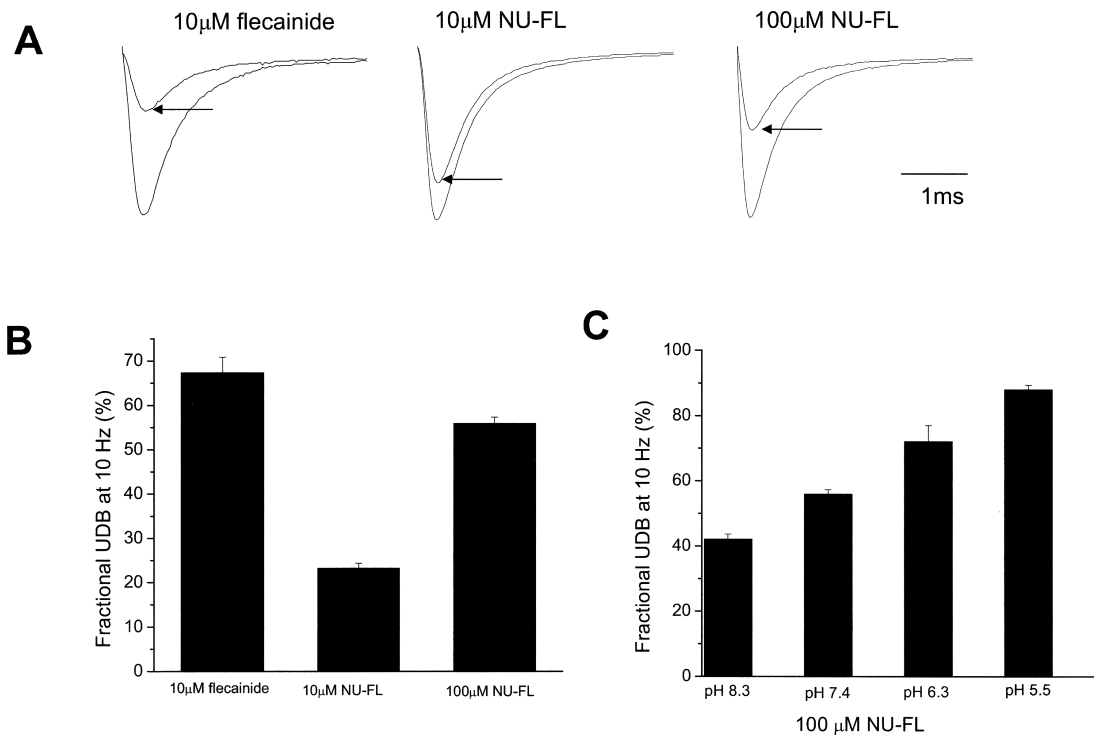 A
10µM flecainide
10µM NU-FL
100µM NU-FL
1ms
B
Fractional UDB at 10 Hz (%)
70
60
50
40
30
20
10
0
10µM flecainide
10µM NU-FL
100µM NU-FL
C
Fractional UDB at 10 Hz (%)
100
80
60
40
20
0
pH 8.3
pH 7.4
pH 6.3
pH 5.5
100 µM NU-FL